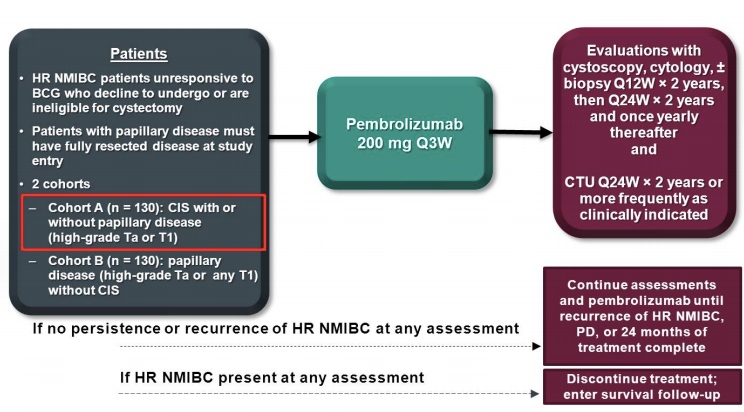 Patients
• HR NMIBC patients unresponsive to
BCG who decline to undergo or are
ineligible for cystectomy
• Patients with papillary disease must
have fully resected disease at study
entry
• 2 cohorts
– Cohort A (n = 130): CIS with or
without papillary disease
(high-grade Ta or T1)
– Cohort B (n = 130): papillary
disease (high-grade Ta or any T1)
without CIS
Pembrolizumab
200 mg Q3W
Evaluations with
cystoscopy, cytology, ±
biopsy Q12W × 2 years,
then Q24W × 2 years
and once yearly
thereafter
and
CTU Q24W × 2 years or
more frequently as
clinically indicated
If no persistence or recurrence of HR NMIBC at any assessment
Continue assessments
and pembrolizumab until
recurrence of HR NMIBC,
PD, or 24 months of
treatment complete
If HR NMIBC present at any assessment
Discontinue treatment;
enter survival follow-up